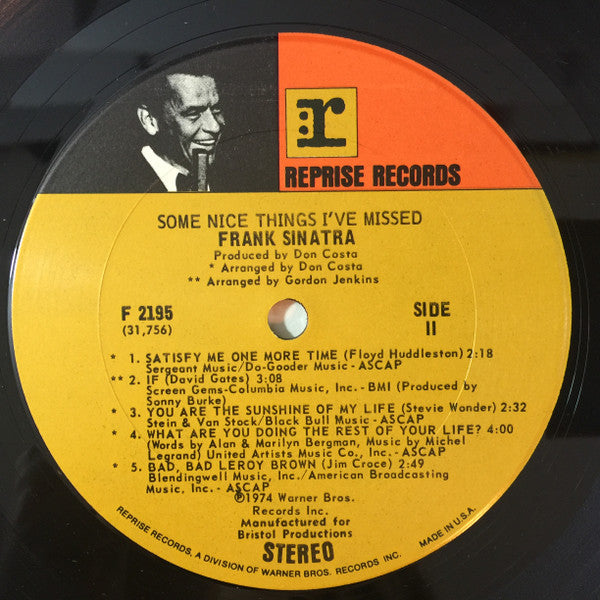 r
REPRISE RECORDS
SOME NICE THINGS I'VE MISSED
FRANK SINATRA
Produced by Don Costa
* Arranged by Don Costa
** Arranged by Gordon Jenkins
F 2195
(31,756)
SIDE
II
* 1. SATISFY ME ONE MORE TIME (Floyd Huddleston) 2:18
Sergeant Music/Do-Gooder Music - ASCAP
** 2. IF (David Gates) 3:08
Screen Gems-Columbia Music, Inc. - BMI (Produced by
Sonny Burke)
* 3. YOU ARE THE SUNSHINE OF MY LIFE (Stevie Wonder) 2:32
Stein & Van Stock/Black Bull Music - ASCAP
* 4. WHAT ARE YOU DOING THE REST OF YOUR LIFE? 4:00
(Words by Alan & Marilyn Bergman, Music by Michel
Legrand) United Artists Music Co., Inc. - ASCAP
* 5. BAD, BAD LEROY BROWN (Jim Croce) 2:49
Blendingwell Music, Inc./American Broadcasting
Music, Inc. - ASCAP
℗1974 Warner Bros.
Records Inc.
Manufactured for
Bristol Productions
STEREO
REPRISE RECORDS, A DIVISION OF WARNER BROS. RECORDS INC.
MADE IN U.S.A.